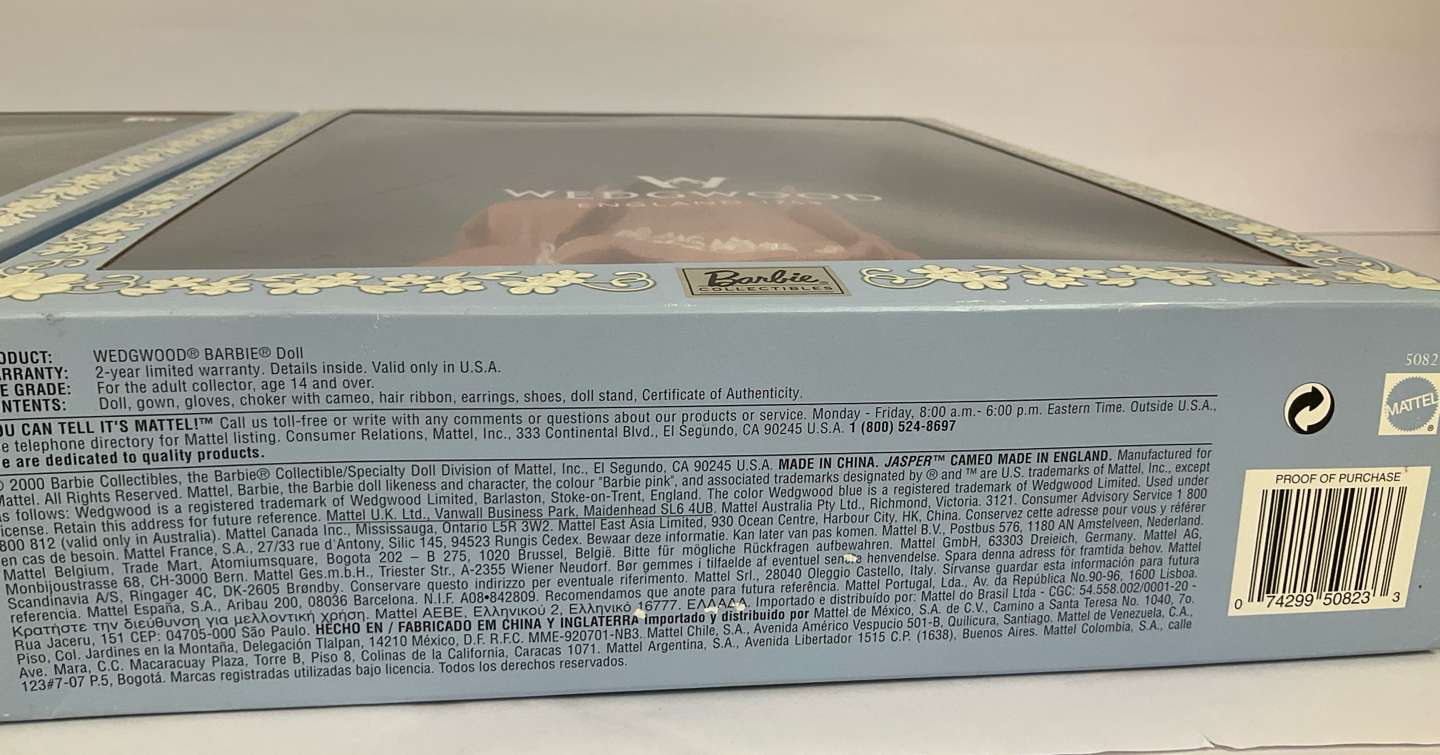 WEDGWOOD
ENGLAND
Barbie
COLLECTIBLES
ODUCT: WEDGWOOD® BARBIE® Doll
RRANTY: 2-year limited warranty. Details inside. Valid only in U.S.A.
E GRADE: For the adult collector, age 14 and over.
NTENTS: Doll, gown, gloves, choker with cameo, hair ribbon, earrings, shoes, doll stand, Certificate of Authenticity.
OU CAN TELL IT'S MATTEL!™ Call us toll-free or write with any comments or questions about our products or service. Monday - Friday, 8:00 a.m.- 6:00 p.m. Eastern Time. Outside U.S.A.,
e telephone directory for Mattel listing. Consumer Relations, Mattel, Inc., 333 Continental Blvd., El Segundo, CA 90245 U.S.A. 1 (800) 524-8697
e are dedicated to quality products.
© 2000 Barbie Collectibles, the Barbie® Collectible/Specialty Doll Division of Mattel, Inc., El Segundo, CA 90245 U.S.A. MADE IN CHINA. JASPER™ CAMEO MADE IN ENGLAND. Manufactured for
Mattel. All Rights Reserved. Mattel, Barbie, the Barbie doll likeness and character, the colour "Barbie pink", and associated trademarks designated by ® and ™ are U.S. trademarks of Mattel, Inc., except
as follows: Wedgwood is a registered trademark of Wedgwood Limited, Barlaston, Stoke-on-Trent, England. The color Wedgwood blue is a registered trademark of Wedgwood Limited. Used under
icense. Retain this address for future reference. Mattel U.K. Ltd., Vanwall Business Park, Maidenhead SL6 4UB. Mattel Australia Pty Ltd., Richmond, Victoria. 3121. Consumer Advisory Service 1 800
800 812 (valid only in Australia). Mattel Canada Inc., Mississauga, Ontario L5R 3W2. Mattel East Asia Limited, 930 Ocean Centre, Harbour City, HK, China. Conservez cette adresse pour vous y référer
en cas de besoin. Mattel France, S.A., 27/33 rue d'Antony, Silic 145, 94523 Rungis Cedex. Bewaar deze informatie. Kan later van pas komen. Mattel B.V., Postbus 576, 1180 AN Amstelveen, Nederland.
Mattel Belgium, Trade Mart, Atomiumsquare, Bogota 202 – B 275, 1020 Brussel, België. Bitte für mögliche Rückfragen aufbewahren. Mattel GmbH, 63303 Dreieich, Germany. Mattel AG,
Monbijoustrasse 68, CH-3000 Bern. Mattel Ges.m.b.H., Triester Str., A-2355 Wiener Neudorf. Bør gemmes i tilfælde af eventuel senere henvendelse. Spara denna adress för framtida behov. Mattel
Scandinavia A/S, Ringager 4C, DK-2605 Brøndby. Conservare questo indirizzo per eventuale riferimento. Mattel Srl., 28040 Oleggio Castello, Italy. Sírvanse guardar esta información para futura
referencia. Mattel España, S.A., Aribau 200, 08036 Barcelona. N.I.F. A08•842809. Recomendamos que anote para futura referência. Mattel Portugal, Lda., Av. da República No.90-96, 1600 Lisboa.
Κρατήστε την διεύθυνση για μελλοντική χρήση. Mattel AEBE, Ελληνικού 2, Ελληνικό 16777. ΕΛΛΑΔΑ. Importado e distribuido por: Mattel do Brasil Ltda - CGC: 54.558.002/0001-20 -
Rua Jaceru, 151 CEP: 04705-000 São Paulo. HECHO EN / FABRICADO EM CHINA Y INGLATERRA importado y distribuido por Mattel de México, S.A. de C.V., Camino a Santa Teresa No. 1040, 7o.
Piso, Col. Jardines en la Montaña, Delegación Tlalpan, 14210 México, D.F. R.F.C. MME-920701-NB3. Mattel Chile, S.A., Avenida Américo Vespucio 501-B, Quilicura, Santiago. Mattel de Venezuela, C.A.,
Ave. Mara, C.C. Macaracuay Plaza, Torre B, Piso 8, Colinas de la California, Caracas 1071. Mattel Argentina, S.A., Avenida Libertador 1515 C.P. (1638), Buenos Aires. Mattel Colombia, S.A., calle
123#7-07 P.5, Bogotá. Marcas registradas utilizadas bajo licencia. Todos los derechos reservados.
5082
MATTEL®
PROOF OF PURCHASE
0 74299 50823 3